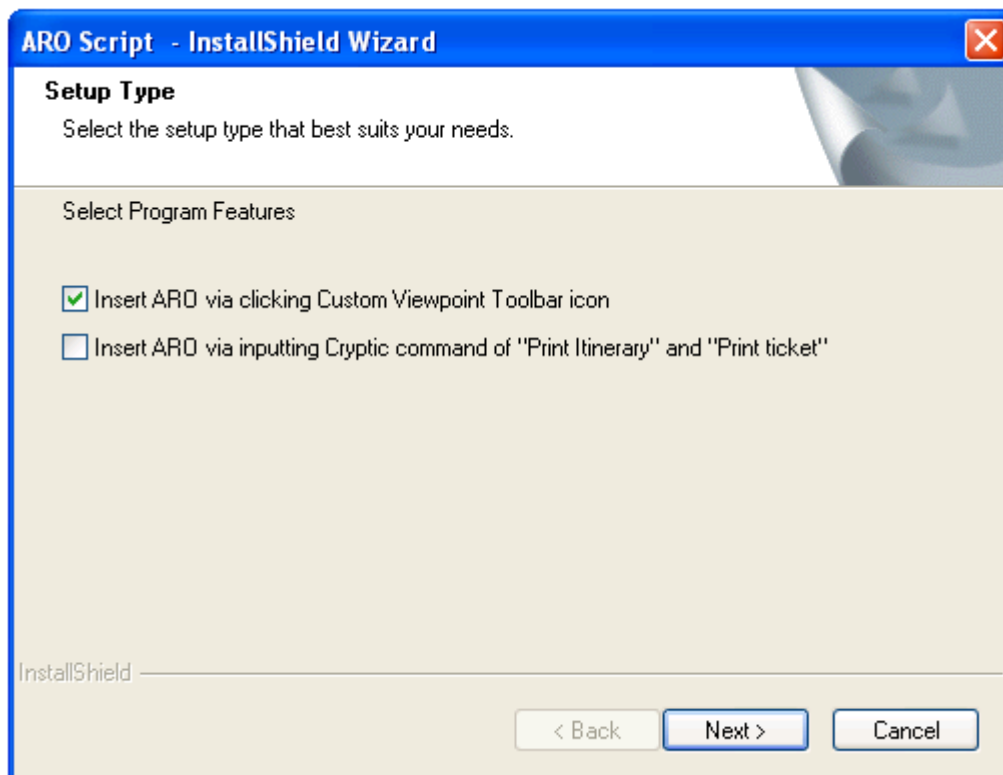 ARO Script - InstallShield Wizard
Setup Type
Select the setup type that best suits your needs.
Select Program Features
Insert ARO via clicking Custom Viewpoint Toolbar icon
Insert ARO via inputting Cryptic command of "Print Itinerary" and "Print ticket"
InstallShield
< Back Next > Cancel